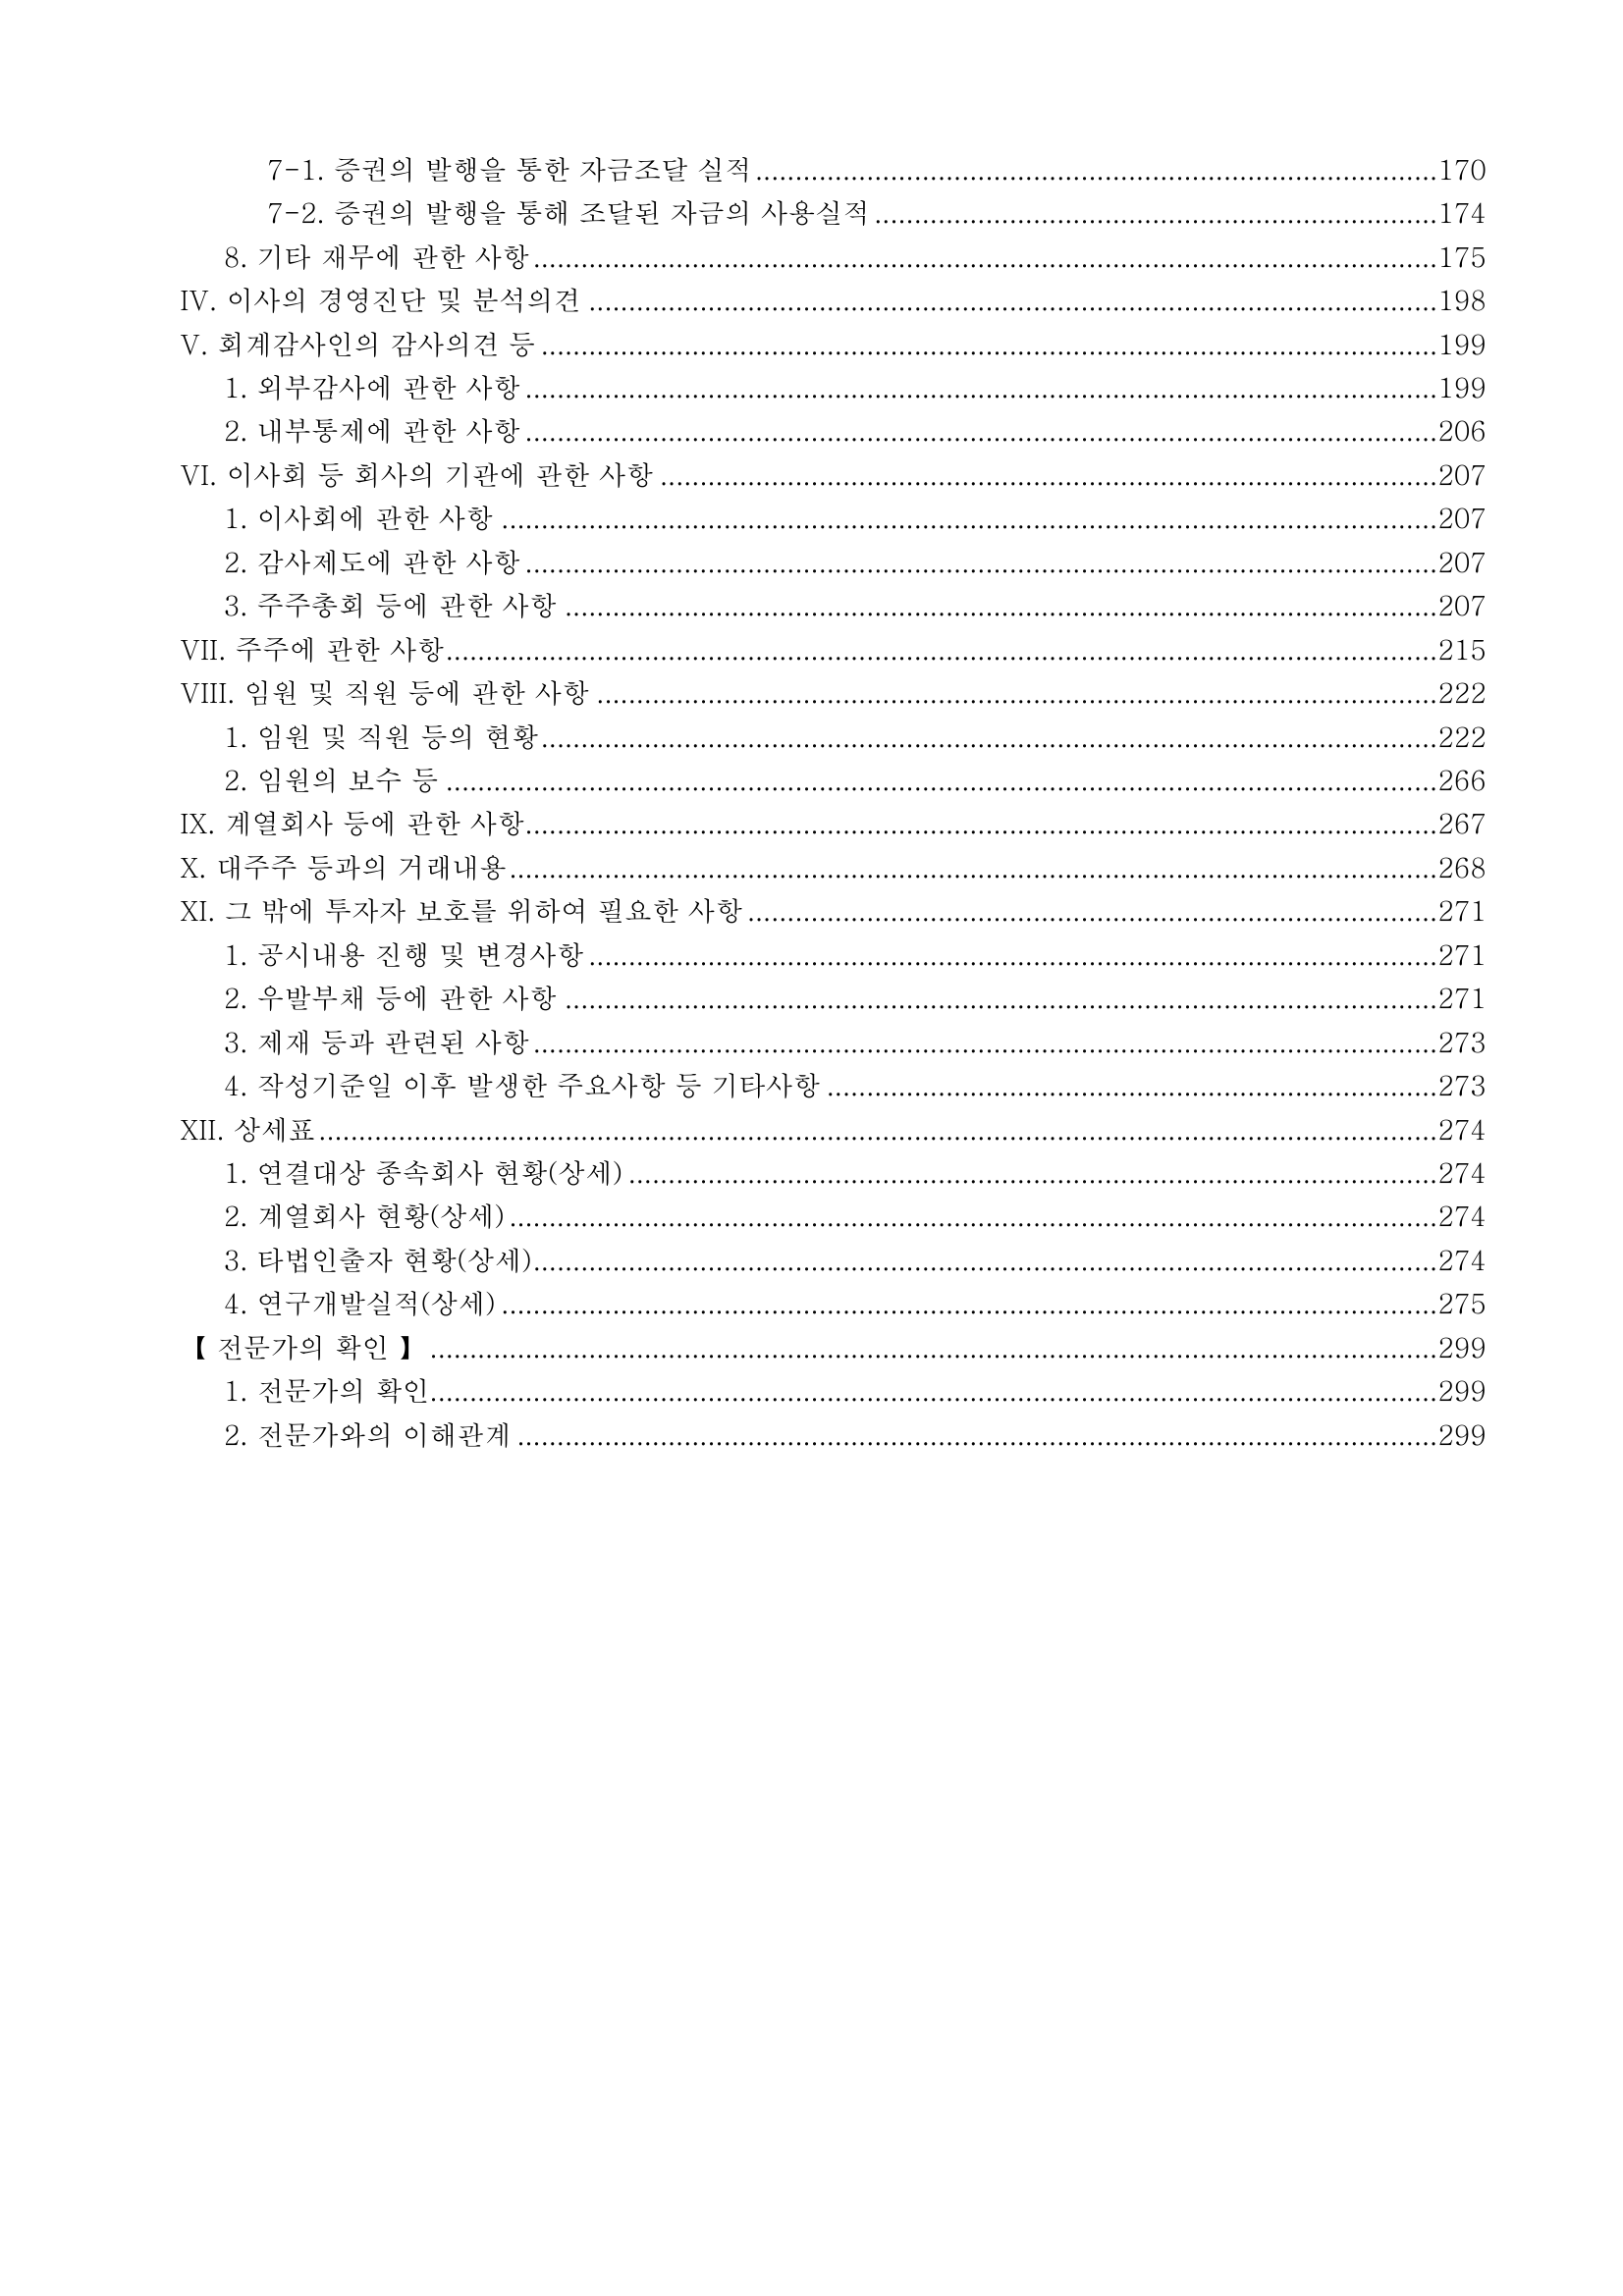 7-1. 증권의 발행을 통한 자금조달 실적.....170
7-2. 증권의 발행을 통해 조달된 자금의 사용실적.....174
8. 기타 재무에 관한 사항.....175
IV. 이사의 경영진단 및 분석의견.....198
V. 회계감사인의 감사의견 등.....199
1. 외부감사에 관한 사항.....199
2. 내부통제에 관한 사항.....206
VI. 이사회 등 회사의 기관에 관한 사항.....207
1. 이사회에 관한 사항.....207
2. 감사제도에 관한 사항.....207
3. 주주총회 등에 관한 사항.....207
VII. 주주에 관한 사항.....215
VIII. 임원 및 직원 등에 관한 사항.....222
1. 임원 및 직원 등의 현황.....222
2. 임원의 보수 등.....266
IX. 계열회사 등에 관한 사항.....267
X. 대주주 등과의 거래내용.....268
XI. 그 밖에 투자자 보호를 위하여 필요한 사항.....271
1. 공시내용 진행 및 변경사항.....271
2. 우발부채 등에 관한 사항.....271
3. 제재 등과 관련된 사항.....273
4. 작성기준일 이후 발생한 주요사항 등 기타사항.....273
XII. 상세표.....274
1. 연결대상 종속회사 현황(상세).....274
2. 계열회사 현황(상세).....274
3. 타법인출자 현황(상세).....274
4. 연구개발실적(상세).....275
【 전문가의 확인 】.....299
1. 전문가의 확인.....299
2. 전문가와의 이해관계.....299